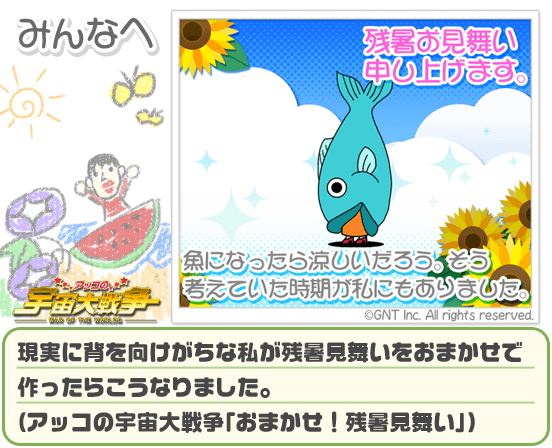 みんなへ
残暑お見舞い
申し上げます。
魚になったら涼しいだろう。そう
考えていた時期が私にもありました。
アッコの
宇宙大戦争
WAR OF THE WORLDS
©GNT Inc. All rights reserved.
現実に背を向けがちな私が残暑見舞いをおまかせで
作ったらこうなりました。
(アッコの宇宙大戦争「おまかせ！残暑見舞い」)